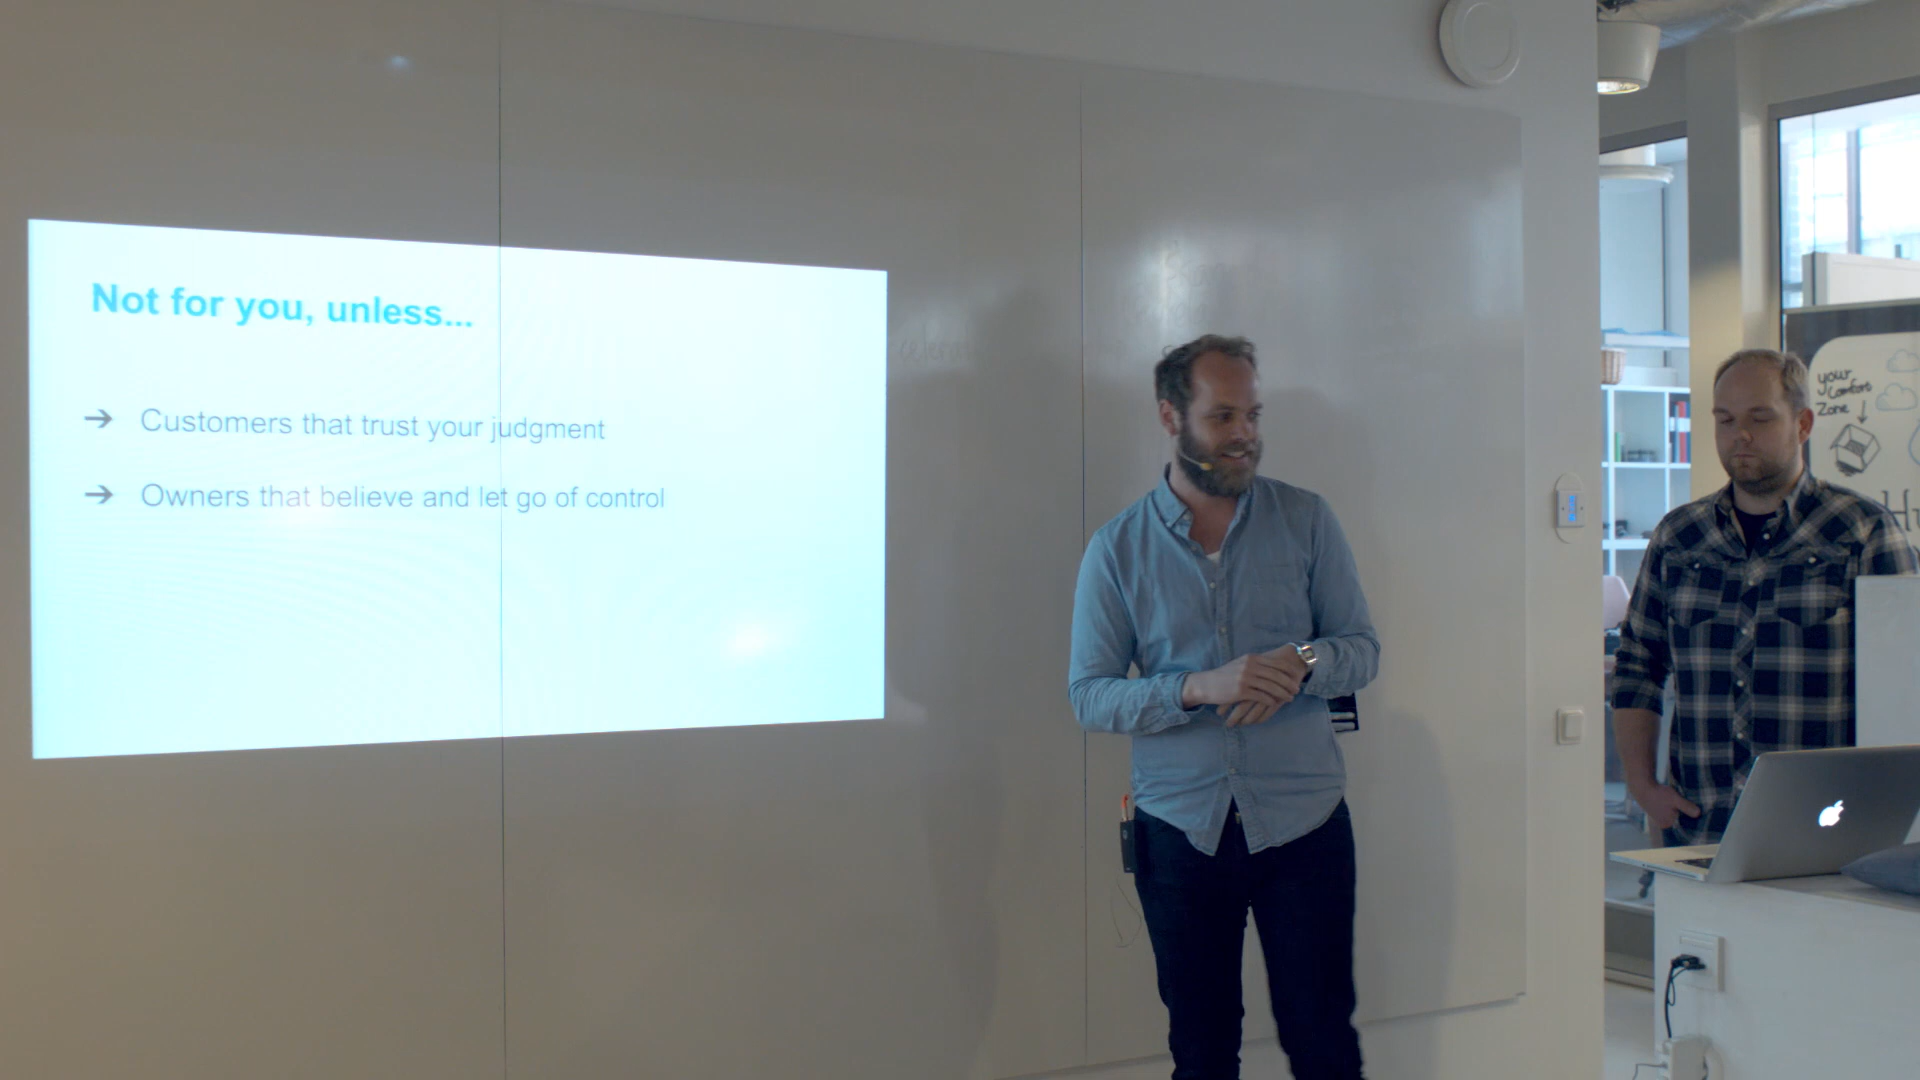 Not for you, unless...
➔ Customers that trust your judgment
➔ Owners that believe and let go of control
your
Comfort
Zone